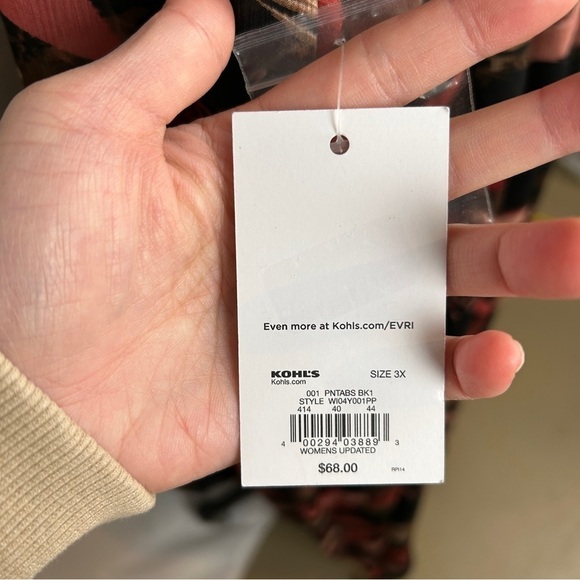 Even more at Kohls.com/EVRI
KOHL'S SIZE 3X
Kohls.com
001 PNTABS BK1
STYLE WI04Y001PP
414 40 44
4 00294 03889 3
WOMENS UPDATED
$68.00 RPI14